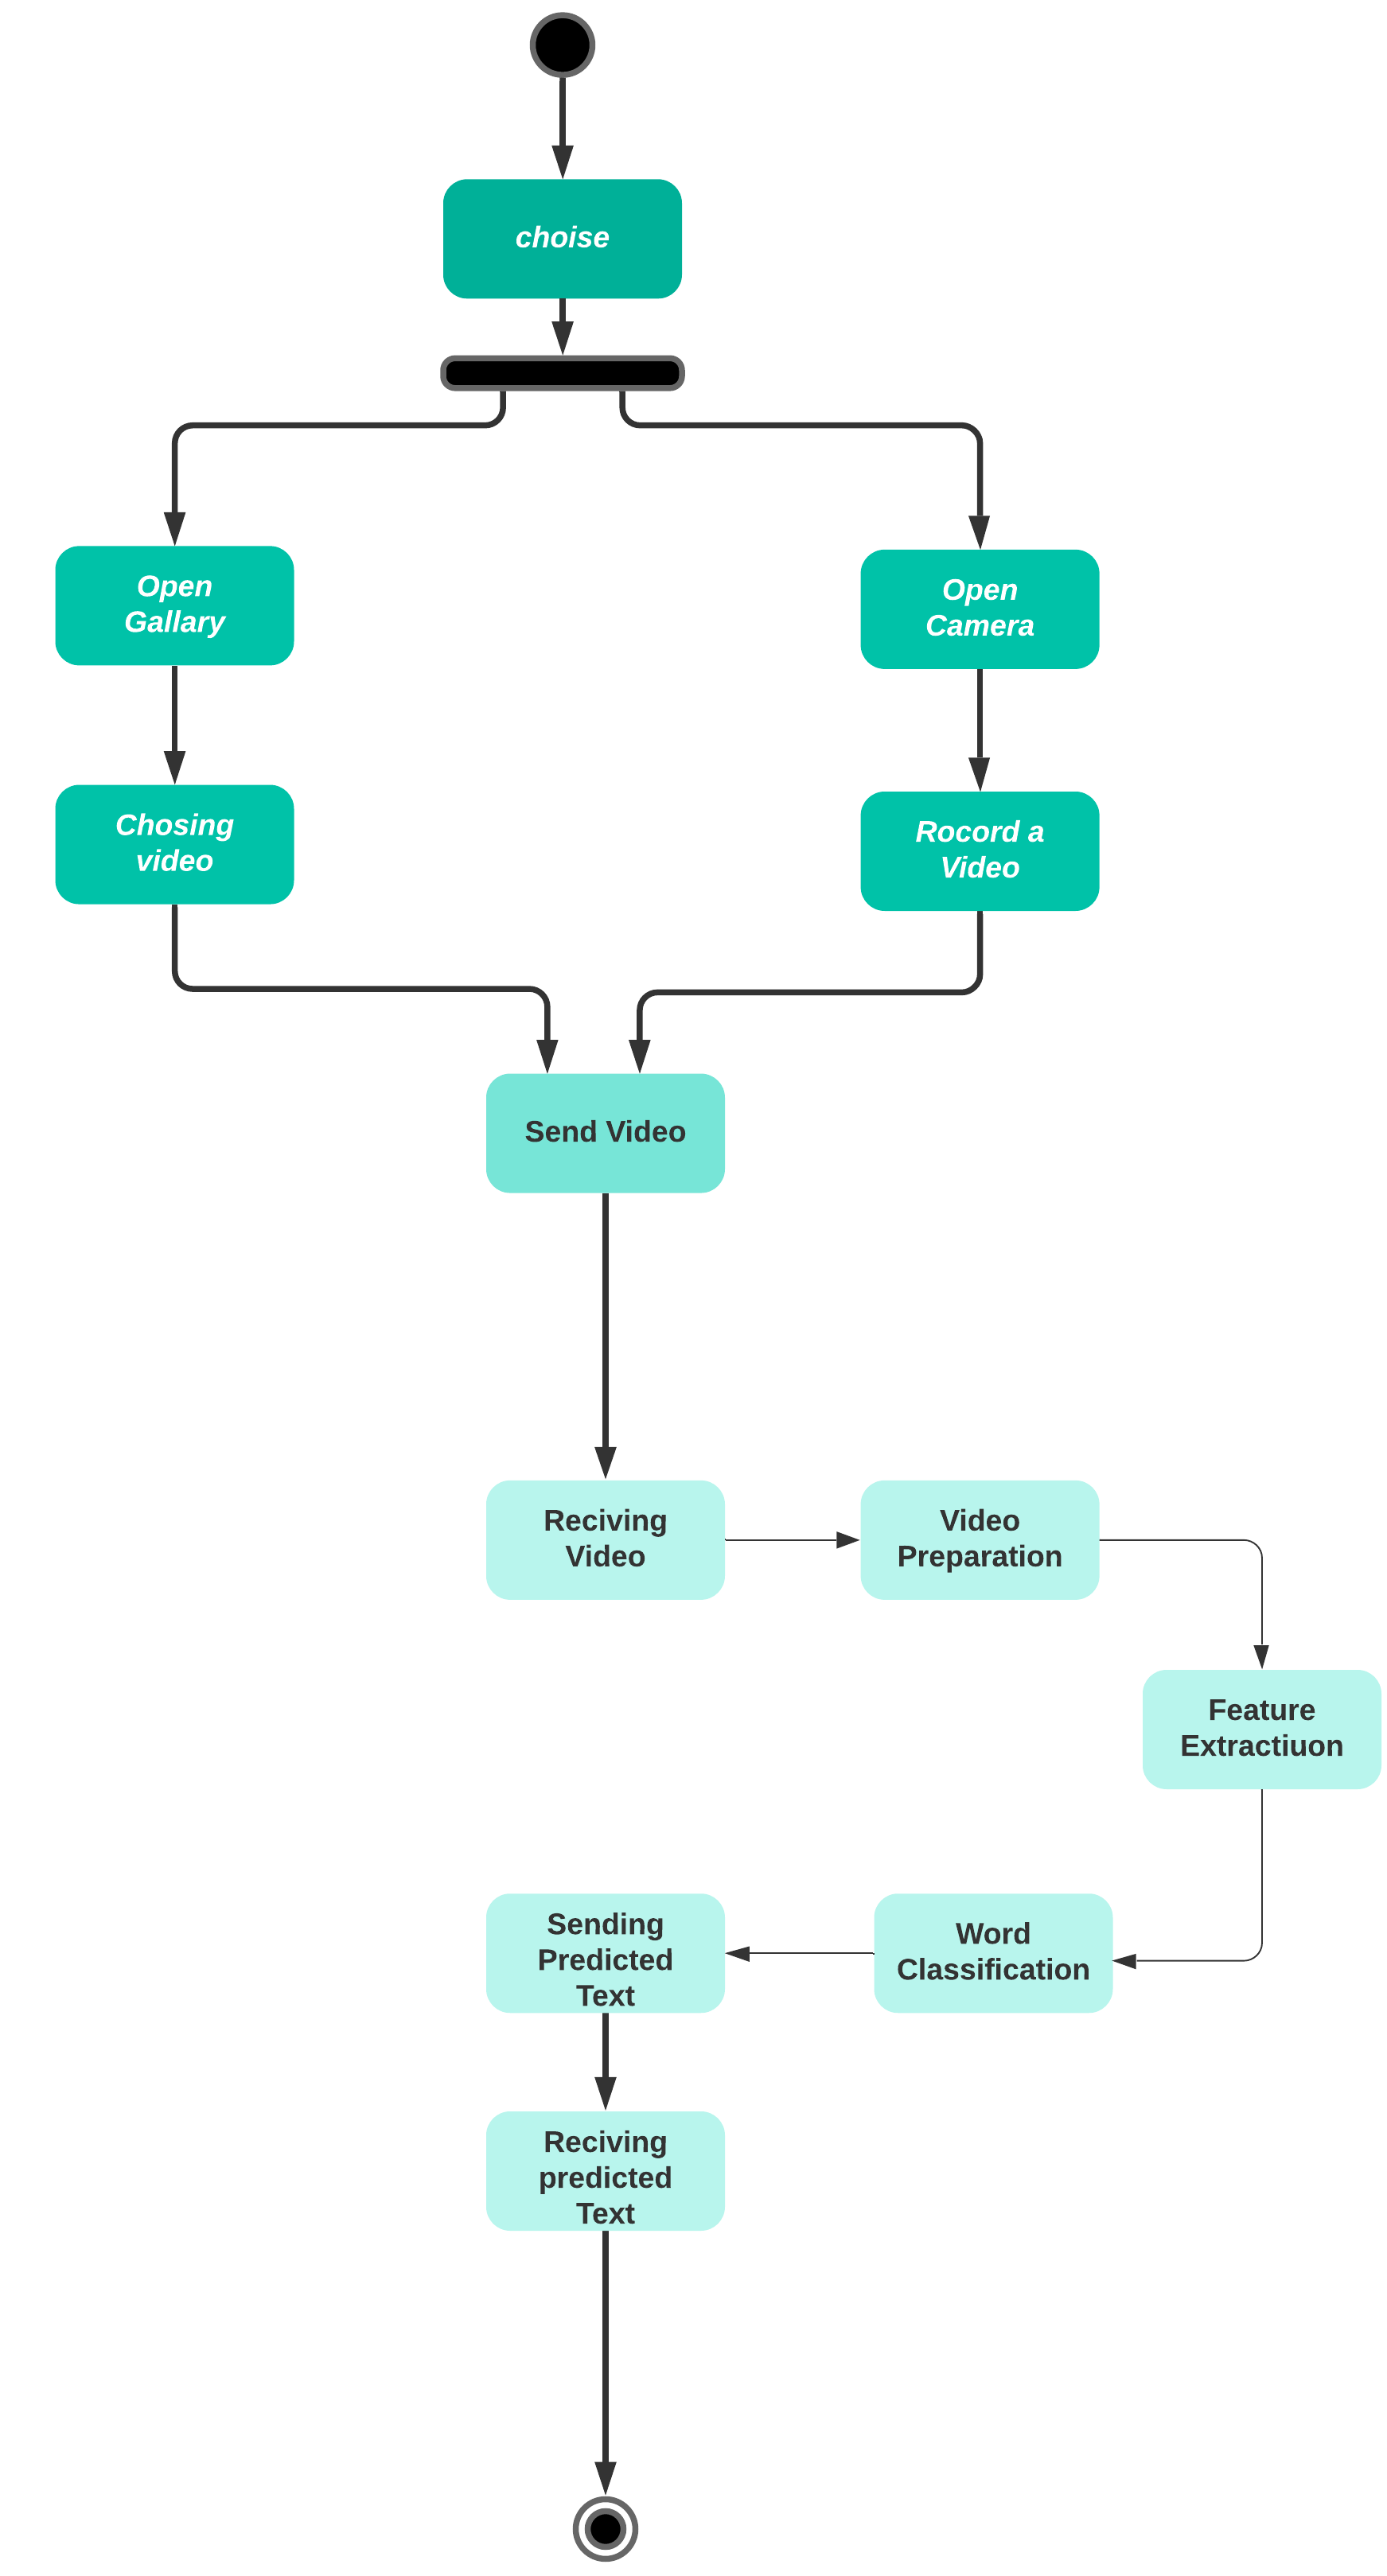 choise
Open
Gallary
Open
Camera
Chosing
video
Rocord a
Video
Send Video
Reciving
Video
Video
Preparation
Feature
Extractiuon
Word
Classification
Sending
Predicted
Text
Reciving
predicted
Text